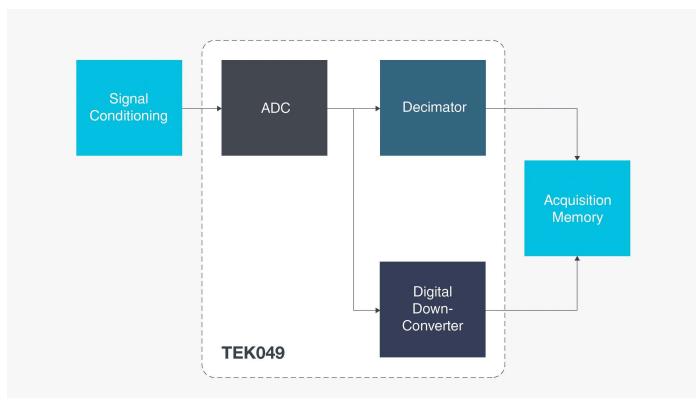 Signal
Conditioning
ADC
Decimator
Acquisition
Memory
Digital
Down-
Converter
TEK049